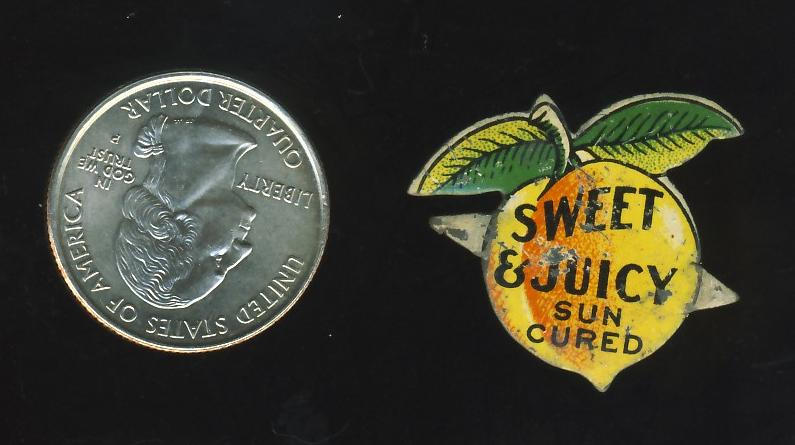 UNITED STATES OF AMERICA
LIBERTY
IN
GOD WE
TRUST
P
QUARTER DOLLAR
SWEET
& JUICY
SUN
CURED